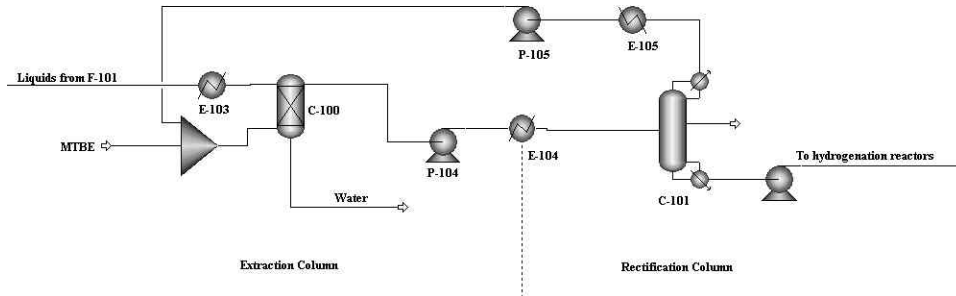 P-105
E-105
Liquids from F-101
E-103
C-100
MTBE
P-104
E-104
To hydrogenation reactors
C-101
Water
Extraction Column
Rectification Column